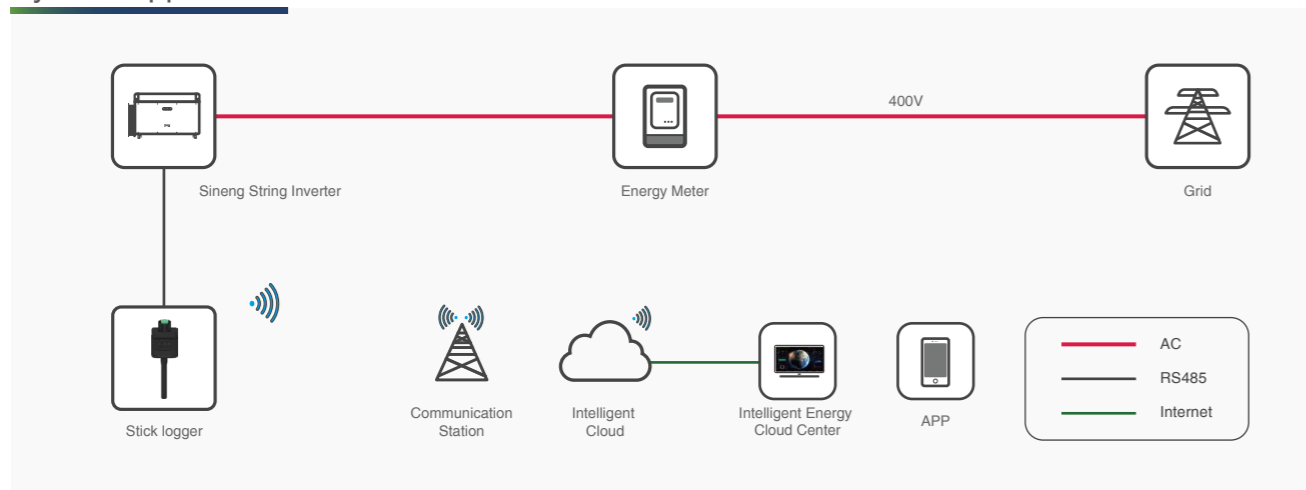 400V
Sineng String Inverter
Energy Meter
Grid
Stick logger
Communication
Station
Intelligent
Cloud
Intelligent Energy
Cloud Center
APP
AC
RS485
Internet